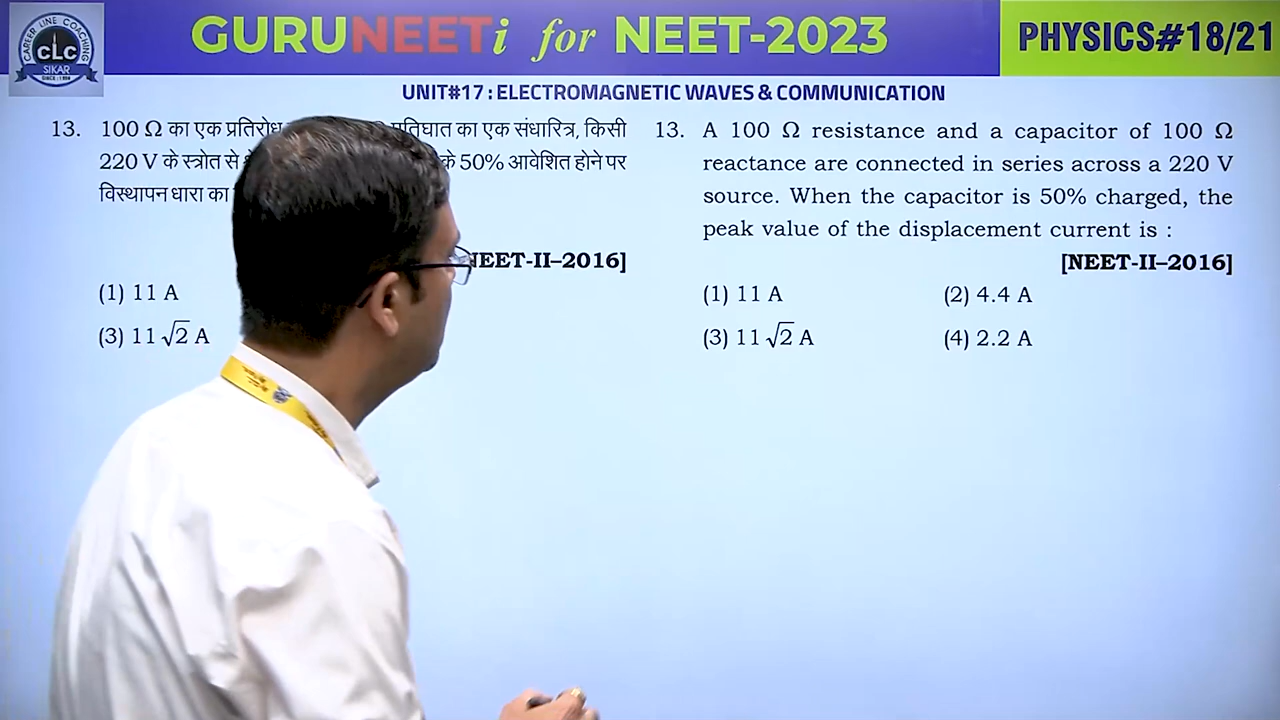 CAREER LINE COACHING
CLC
SIKAR
SINCE : 1996
GURUNEETi for NEET-2023
PHYSICS#18/21
UNIT#17 : ELECTROMAGNETIC WAVES & COMMUNICATION
13. 100 Ω का एक प्रतिरोध प्रतिघात का एक संधारित्र, किसी
220 V के स्त्रोत से के 50% आवेशित होने पर
विस्थापन धारा का
NEET-II–2016]
(1) 11 A
(3) 11√2 A
13. A 100 Ω resistance and a capacitor of 100 Ω
reactance are connected in series across a 220 V
source. When the capacitor is 50% charged, the
peak value of the displacement current is :
[NEET-II–2016]
(1) 11 A (2) 4.4 A
(3) 11√2 A (4) 2.2 A